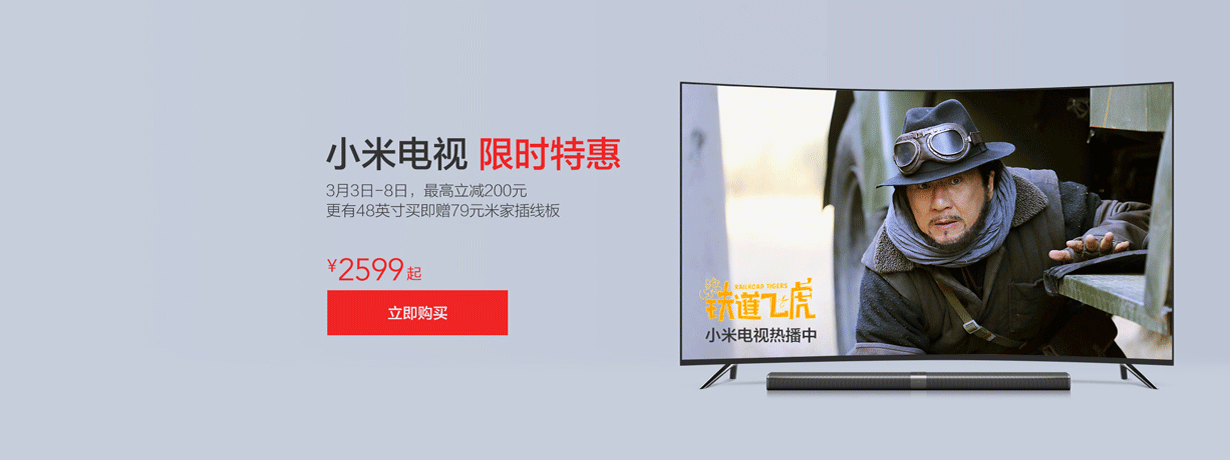 小米电视 限时特惠
3月3日-8日，最高立减200元
更有48英寸买即赠79元米家插线板
¥2599起
立即购买
RAILROAD TIGERS
铁道飞虎
小米电视热播中